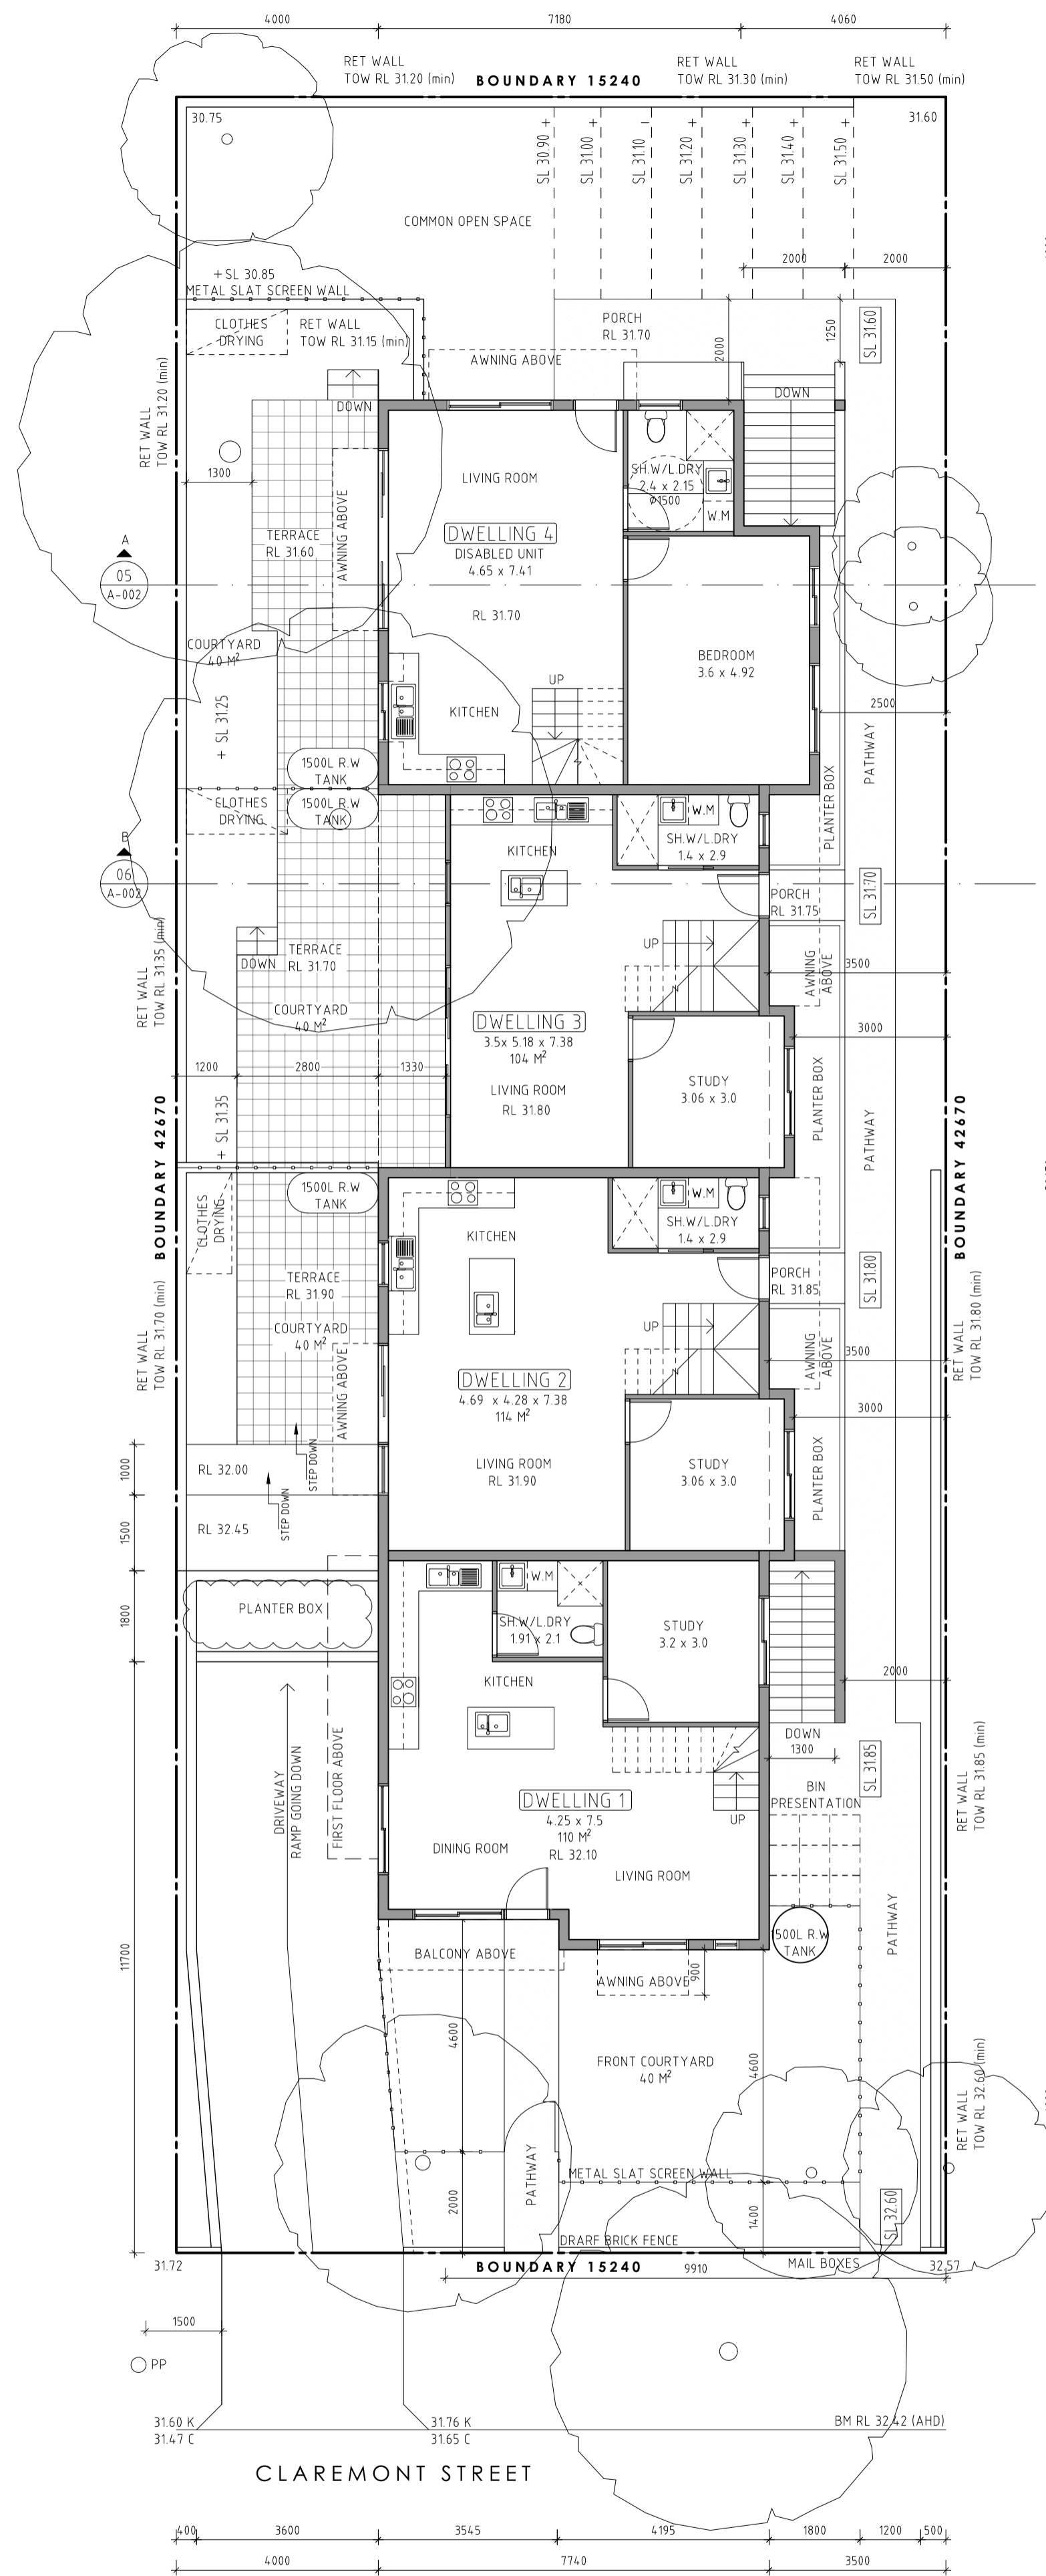 4000
7180
4060
RET WALL
TOW RL 31.20 (min)
BOUNDARY 15240
RET WALL
TOW RL 31.30 (min)
RET WALL
TOW RL 31.50 (min)
30.75
31.60
SL 30.90 +
SL 31.00 +
SL 31.10 –
SL 31.20 +
SL 31.30 +
SL 31.40 +
SL 31.50 +
COMMON OPEN SPACE
+ SL 30.85
METAL SLAT SCREEN WALL
2000
2000
CLOTHES
DRYING
RET WALL
TOW RL 31.15 (min)
PORCH
RL 31.70
2000
1250
SL 31.60
AWNING ABOVE
DOWN
DOWN
RET WALL
TOW RL 31.20 (min)
1300
LIVING ROOM
SH.W/L.DRY
2.4 x 2.15
ø1500
W.M
AWNING ABOVE
TERRACE
RL 31.60
DWELLING 4
DISABLED UNIT
4.65 x 7.41
RL 31.70
A
05
A-002
COURTYARD
40 M²
BEDROOM
3.6 x 4.92
+ SL 31.25
UP
KITCHEN
2500
PATHWAY
1500L R.W
TANK
PLANTER BOX
CLOTHES
DRYING
1500L R.W
TANK
W.M
SH.W/L.DRY
1.4 x 2.9
KITCHEN
B
06
A-002
PORCH
RL 31.75
SL 31.70
RET WALL
TOW RL 31.35 (min)
DOWN
TERRACE
RL 31.70
UP
AWNING
ABOVE
3500
COURTYARD
40 M²
DWELLING 3
3.5x 5.18 x 7.38
104 M²
3000
1200
2800
1330
LIVING ROOM
RL 31.80
STUDY
3.06 x 3.0
PLANTER BOX
+ SL 31.35
PATHWAY
BOUNDARY 42670
BOUNDARY 42670
1500L R.W
TANK
CLOTHES
DRYING
W.M
SH.W/L.DRY
1.4 x 2.9
KITCHEN
TERRACE
RL 31.90
PORCH
RL 31.85
SL 31.80
RET WALL
TOW RL 31.70 (min)
RET WALL
TOW RL 31.80 (min)
COURTYARD
40 M²
AWNING ABOVE
UP
AWNING
ABOVE
3500
DWELLING 2
4.69 x 4.28 x 7.38
114 M²
3000
LIVING ROOM
RL 31.90
STUDY
3.06 x 3.0
PLANTER BOX
1000
RL 32.00
STEP DOWN
STEP DOWN
1500
RL 32.45
1800
PLANTER BOX
W.M
SH.W/L.DRY
1.91 x 2.1
STUDY
3.2 x 3.0
KITCHEN
2000
DRIVEWAY
RAMP GOING DOWN
FIRST FLOOR ABOVE
DOWN
1300
SL 31.85
RET WALL
TOW RL 31.85 (min)
BIN
PRESENTATION
DWELLING 1
4.25 x 7.5
110 M²
RL 32.10
UP
DINING ROOM
LIVING ROOM
PATHWAY
1500L R.W
TANK
11700
BALCONY ABOVE
AWNING ABOVE
900
4600
4600
FRONT COURTYARD
40 M²
RET WALL
TOW RL 32.60 (min)
PATHWAY
METAL SLAT SCREEN WALL
2000
1400
SL 32.60
DRARF BRICK FENCE
31.72
BOUNDARY 15240
9910
MAIL BOXES
32.57
1500
PP
31.60 K
31.47 C
31.76 K
31.65 C
BM RL 32.42 (AHD)
CLAREMONT STREET
400
3600
3545
4195
1800
1200
500
4000
7740
3500